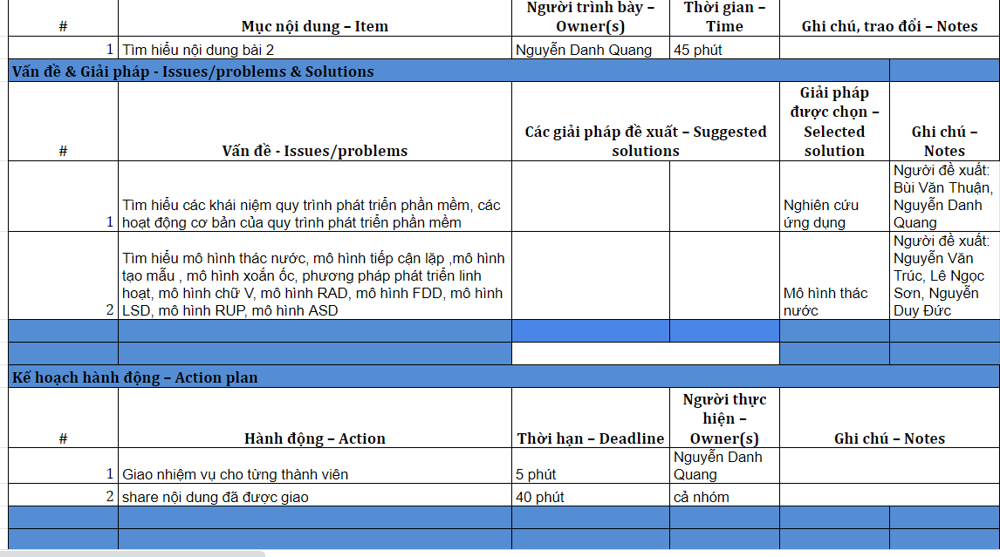 #
Mục nội dung – Item
Người trình bày –
Owner(s)
Thời gian –
Time
Ghi chú, trao đổi – Notes
1
Tìm hiểu nội dung bài 2
Nguyễn Danh Quang
45 phút
Vấn đề & Giải pháp - Issues/problems & Solutions
#
Vấn đề - Issues/problems
Các giải pháp đề xuất – Suggested
solutions
Giải pháp
được chọn –
Selected
solution
Ghi chú –
Notes
1
Tìm hiểu các khái niệm quy trình phát triển phần mềm, các
hoạt động cơ bản của quy trình phát triển phần mềm
Nghiên cứu
ứng dụng
Người đề xuất:
Bùi Văn Thuận,
Nguyễn Danh
Quang
2
Tìm hiểu mô hình thác nước, mô hình tiếp cận lặp ,mô hình
tạo mẫu , mô hình xoắn ốc, phương pháp phát triển linh
hoạt, mô hình chữ V, mô hình RAD, mô hình FDD, mô hình
LSD, mô hình RUP, mô hình ASD
Mô hình thác
nước
Người đề xuất:
Nguyễn Văn
Trúc, Lê Ngọc
Sơn, Nguyễn
Duy Đức
Kế hoạch hành động – Action plan
#
Hành động – Action
Thời hạn – Deadline
Người thực
hiện –
Owner(s)
Ghi chú – Notes
1
Giao nhiệm vụ cho từng thành viên
5 phút
Nguyễn Danh
Quang
2
share nội dung đã được giao
40 phút
cả nhóm